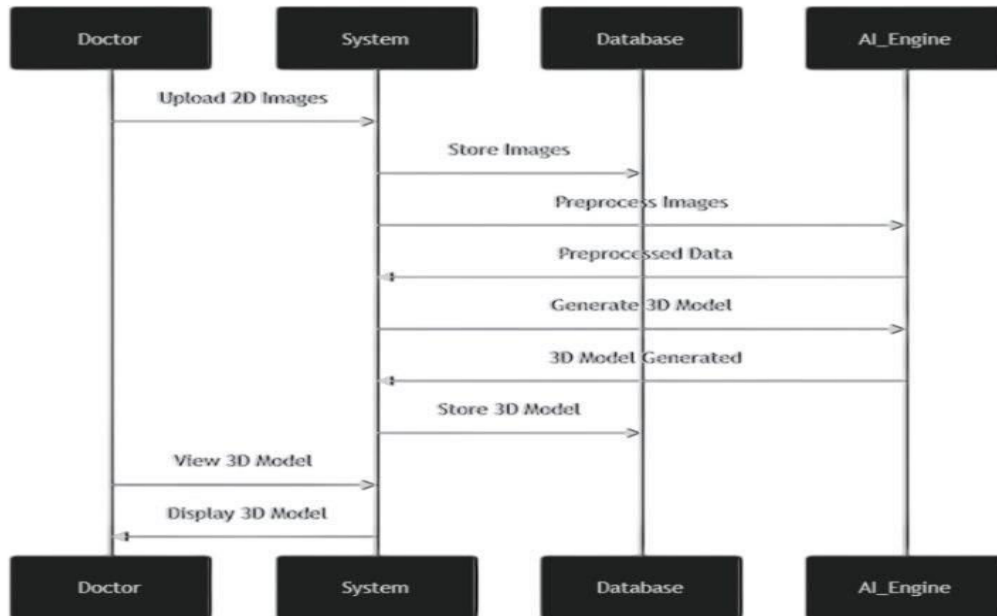 Doctor
System
Database
AI_Engine
Upload 2D Images
Store Images
Preprocess Images
Preprocessed Data
Generate 3D Model
3D Model Generated
Store 3D Model
View 3D Model
Display 3D Model
Doctor
System
Database
AI_Engine